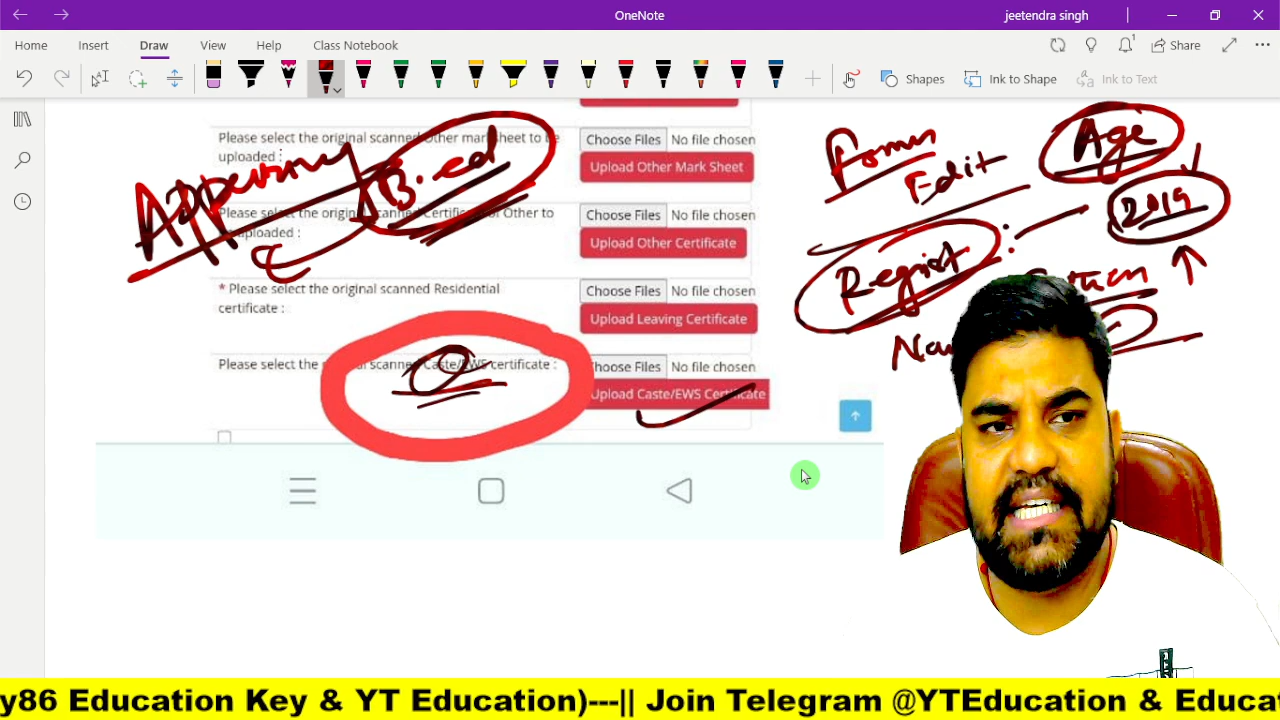 OneNote
jeetendra singh
Home Insert Draw View Help Class Notebook
Share
Shapes Ink to Shape Ink to Text
Please select the original scanned other mark sheet to be uploaded :
Choose Files No file chosen
Upload Other Mark Sheet
Appearing B.ed
Please select the original scanned Certificate of Other to be uploaded :
Choose Files No file chosen
Upload Other Certificate
* Please select the original scanned Residential certificate :
Choose Files No file chosen
Upload Leaving Certificate
Please select the original scanned Caste/EWS certificate :
Choose Files No file chosen
Upload Caste/EWS Certificate
Form Edit
Age
2019
Regist :
y86 Education Key & YT Education)---|| Join Telegram @YTEducation & Educa